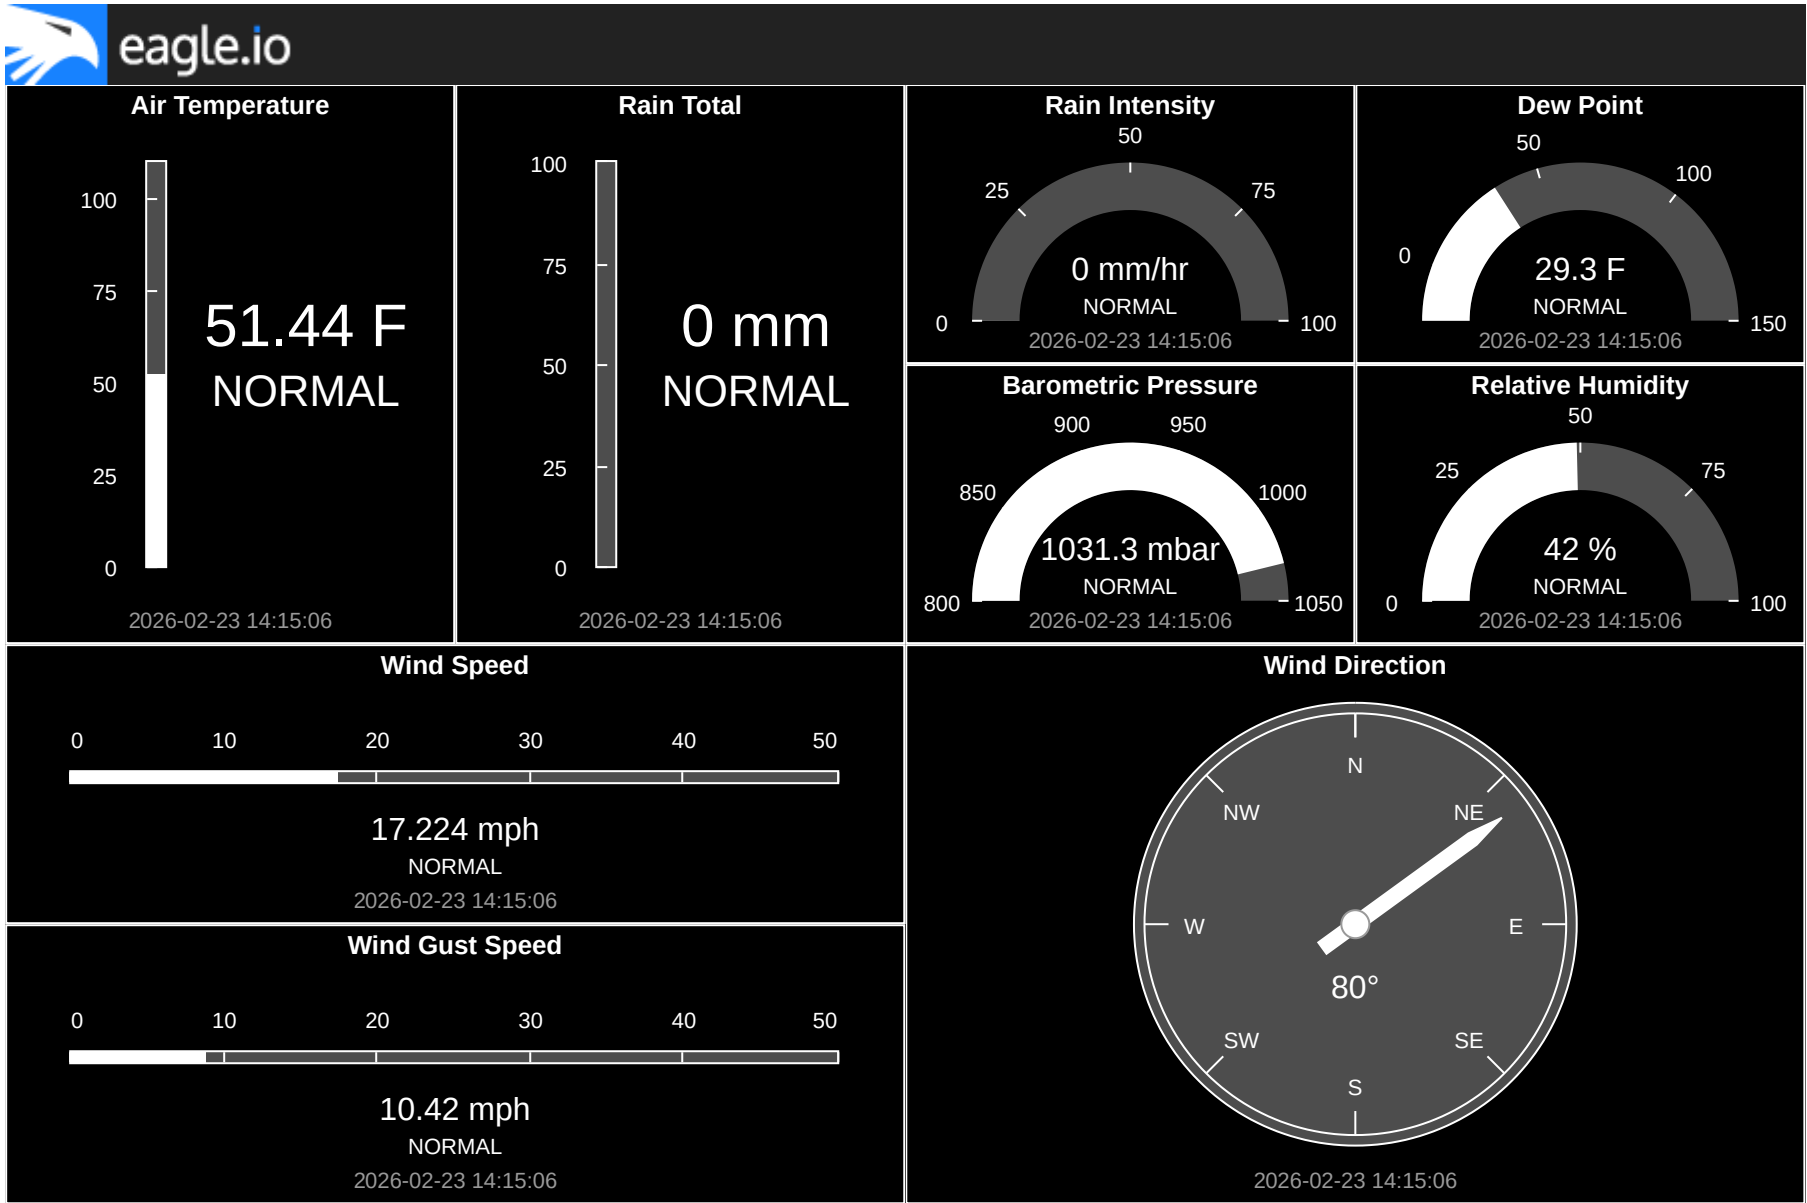 eagle.io
Air Temperature
100
75
50
25
0
51.44 F
NORMAL
2026-02-23 14:15:06
Rain Total
100
75
50
25
0
0 mm
NORMAL
2026-02-23 14:15:06
Rain Intensity
0
25
50
75
100
0 mm/hr
NORMAL
2026-02-23 14:15:06
Dew Point
0
50
100
150
29.3 F
NORMAL
2026-02-23 14:15:06
Barometric Pressure
800
850
900
950
1000
1050
1031.3 mbar
NORMAL
2026-02-23 14:15:06
Relative Humidity
0
25
50
75
100
42 %
NORMAL
2026-02-23 14:15:06
Wind Speed
0 10 20 30 40 50
17.224 mph
NORMAL
2026-02-23 14:15:06
Wind Gust Speed
0 10 20 30 40 50
10.42 mph
NORMAL
2026-02-23 14:15:06
Wind Direction
N
NW NE
W E
80°
SW SE
S
2026-02-23 14:15:06